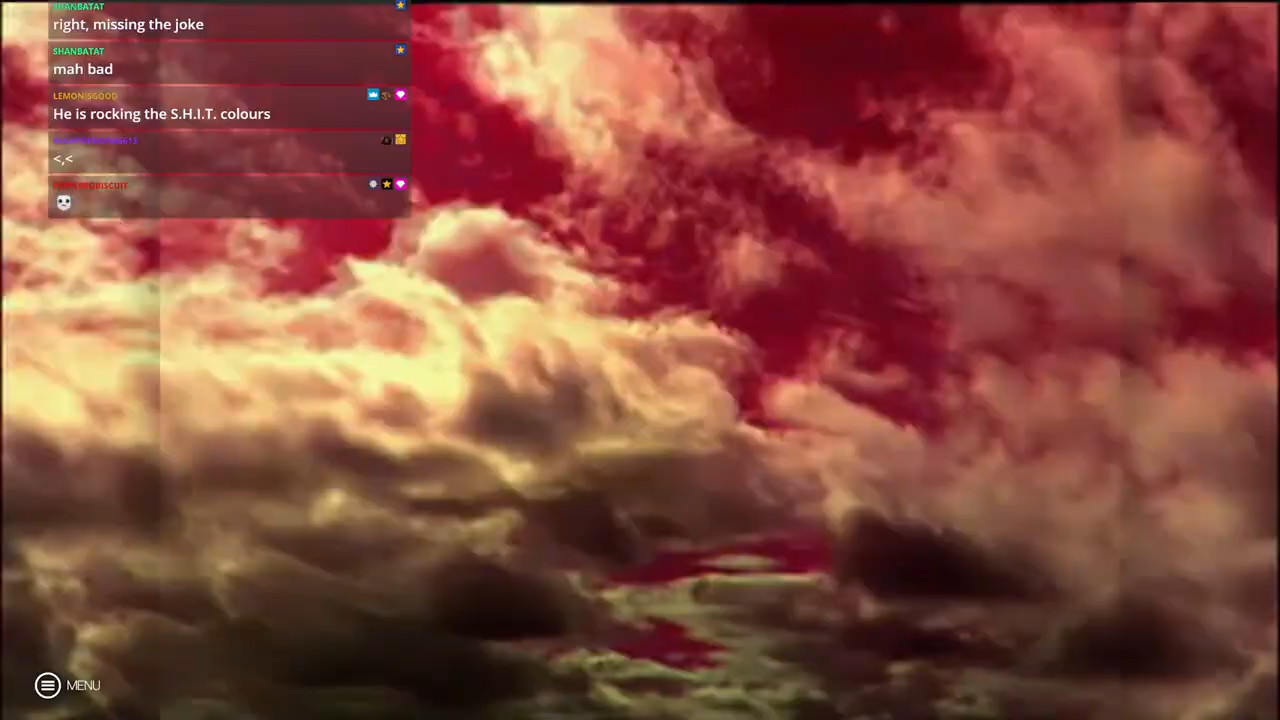 SHANBATAT
right, missing the joke
SHANBATAT
mah bad
LEMONISGOOD
He is rocking the S.H.I.T. colours
<,<
MENU